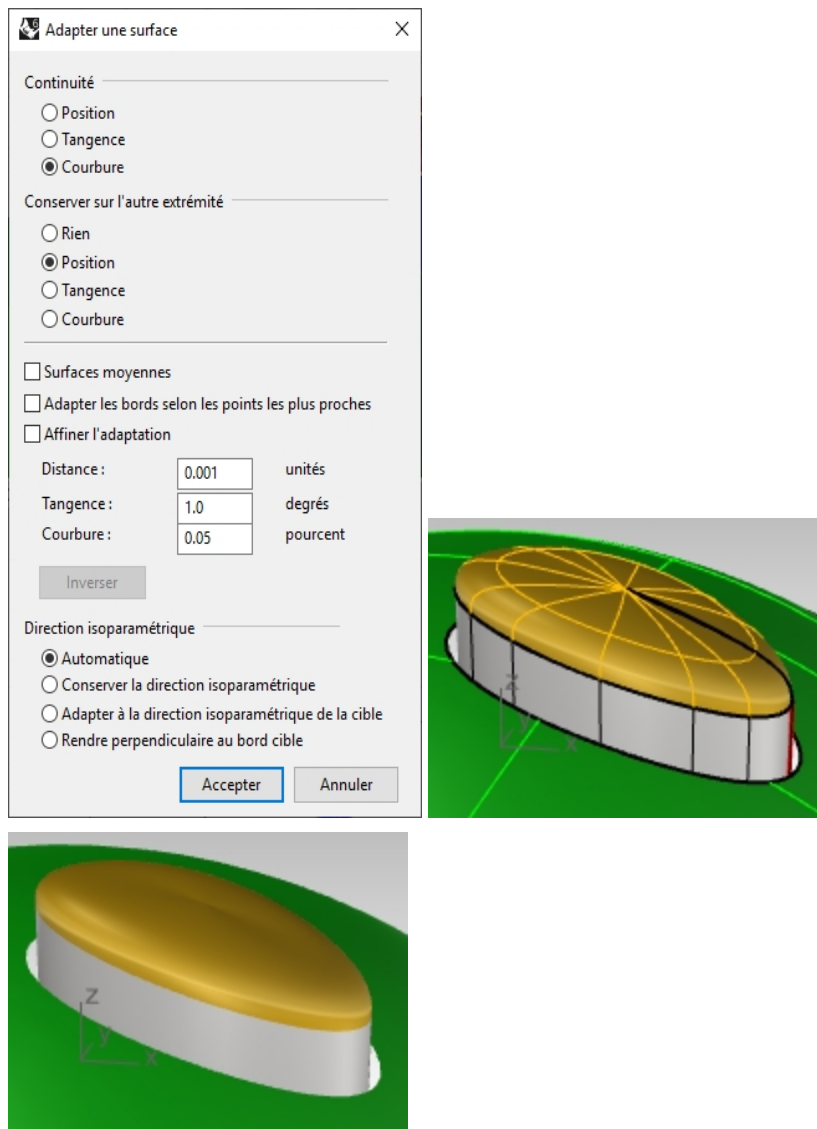 Adapter une surface
Continuité
Position
Tangence
Courbure
Conserver sur l'autre extrémité
Rien
Position
Tangence
Courbure
Surfaces moyennes
Adapter les bords selon les points les plus proches
Affiner l'adaptation
Distance : 0.001 unités
Tangence : 1.0 degrés
Courbure : 0.05 pourcent
Inverser
Direction isoparamétrique
Automatique
Conserver la direction isoparamétrique
Adapter à la direction isoparamétrique de la cible
Rendre perpendiculaire au bord cible
Accepter Annuler
z
y
x
z
y
x